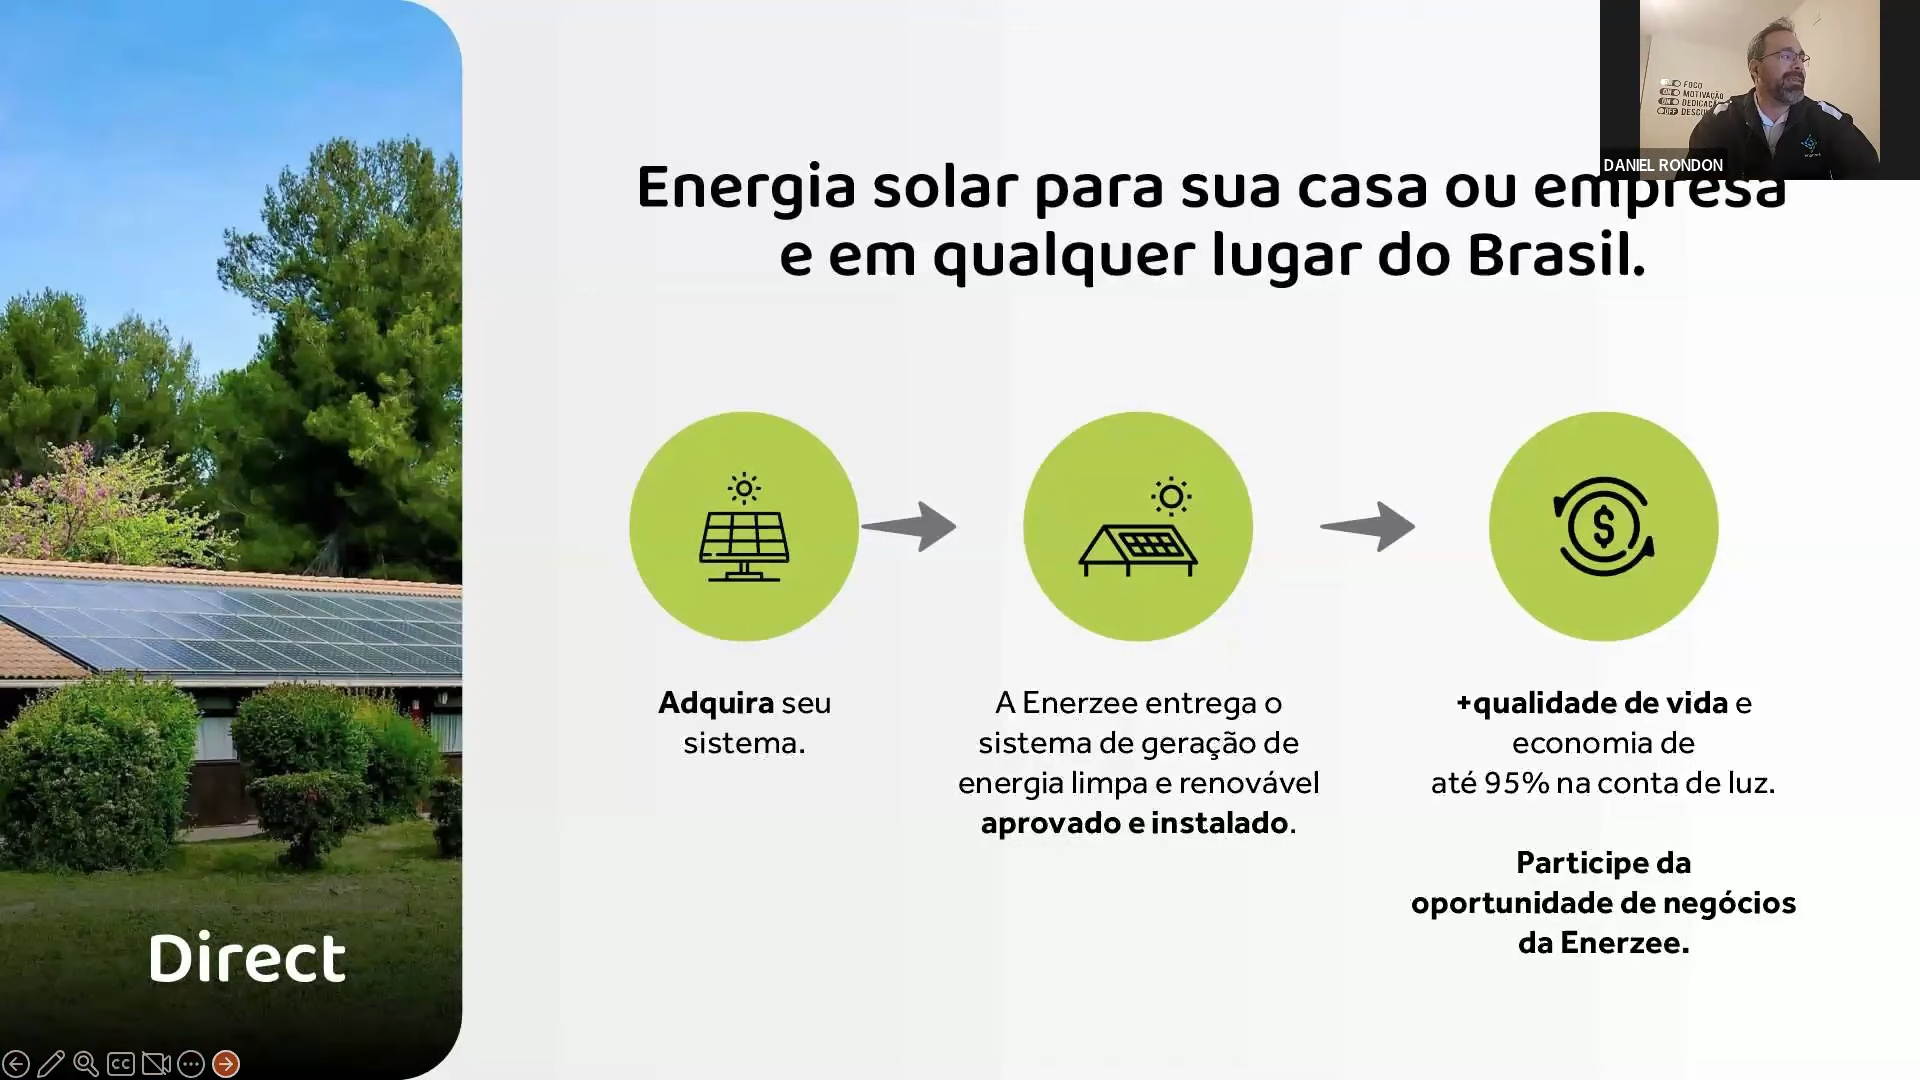 FOCO
MOTIVAÇÃO
DANIEL RONDON
Energia solar para sua casa ou empresa
e em qualquer lugar do Brasil.
Adquira seu
sistema.
A Enerzee entrega o
sistema de geração de
energia limpa e renovável
aprovado e instalado.
+qualidade de vida e
economia de
até 95% na conta de luz.
Participe da
oportunidade de negócios
da Enerzee.
Direct
CC